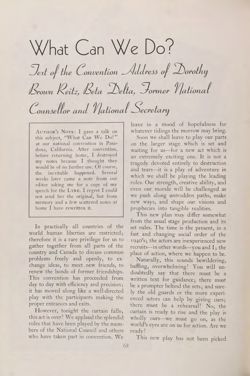 What Can We Do?
Text of the Convention Address of Dorothy
Brown Reitz, Beta Delta, Former National
Counsellor and National Secretary
AUTHOR'S NOTE: I gave a talk on
this subject, "What Can We Do?"
at our national convention in Pasa-
dena, California. After convention,
before returning home, I destroyed
my notes because I thought they
would be of no further use. Of course,
the inevitable happened. Several
weeks later came a note from our
editor asking me for a copy of my
speech for the LYRE. I regret I could
not send her the original, but from
memory and a few scattered notes at
home I have rewritten it.
In practically all countries of the
world human liberties are restricted;
therefore it is a rare privilege for us to
gather together from all parts of the
country and Canada to discuss common
problems freely and openly, to ex-
change ideas, to meet new friends, to
renew the bonds of former friendships.
This convention has proceeded from
day to day with efficiency and precision;
it has moved along like a well-directed
play with the participants making the
proper entrances and exits.
However, tonight the curtain falls,
this act is over! We applaud the splendid
roles that have been played by the mem-
bers of the National Council and others
who have taken part in convention. We
leave in a mood of hopefulness for
whatever tidings the morrow may bring.
Soon we shall leave to play our parts
on the larger stage which is set and
waiting for us—for a new act which is
an extremely exciting one. It is not a
tragedy devoted entirely to destruction
and tears—it is a play of adventure in
which we shall be playing the leading
roles. Our strength, creative ability, and
even our morale will be challenged as
we push along untrodden paths, make
new ways, and shape our visions and
prophecies into tangible realities.
This new play may differ somewhat
from the usual stage production and its
set rules. The time is the present, in a
fast and changing social order of the
1940's, the actors are inexperienced new
recruits—in other words—you and I, the
place of action, where we happen to be.
Naturally, this sounds bewildering,
baffling, overwhelming! You will un-
doubtedly say that there must be a
written text for guidance; there must
be a prompter behind the sets; and sure-
ly the old guards or the more experi-
enced actors can help by giving cues;
there must be a rehearsal! No, the
curtain is ready to rise and the play is
wholly ours—we must go on, as the
world's eyes are on us for action. Are we
ready?
This new play has not been picked
68